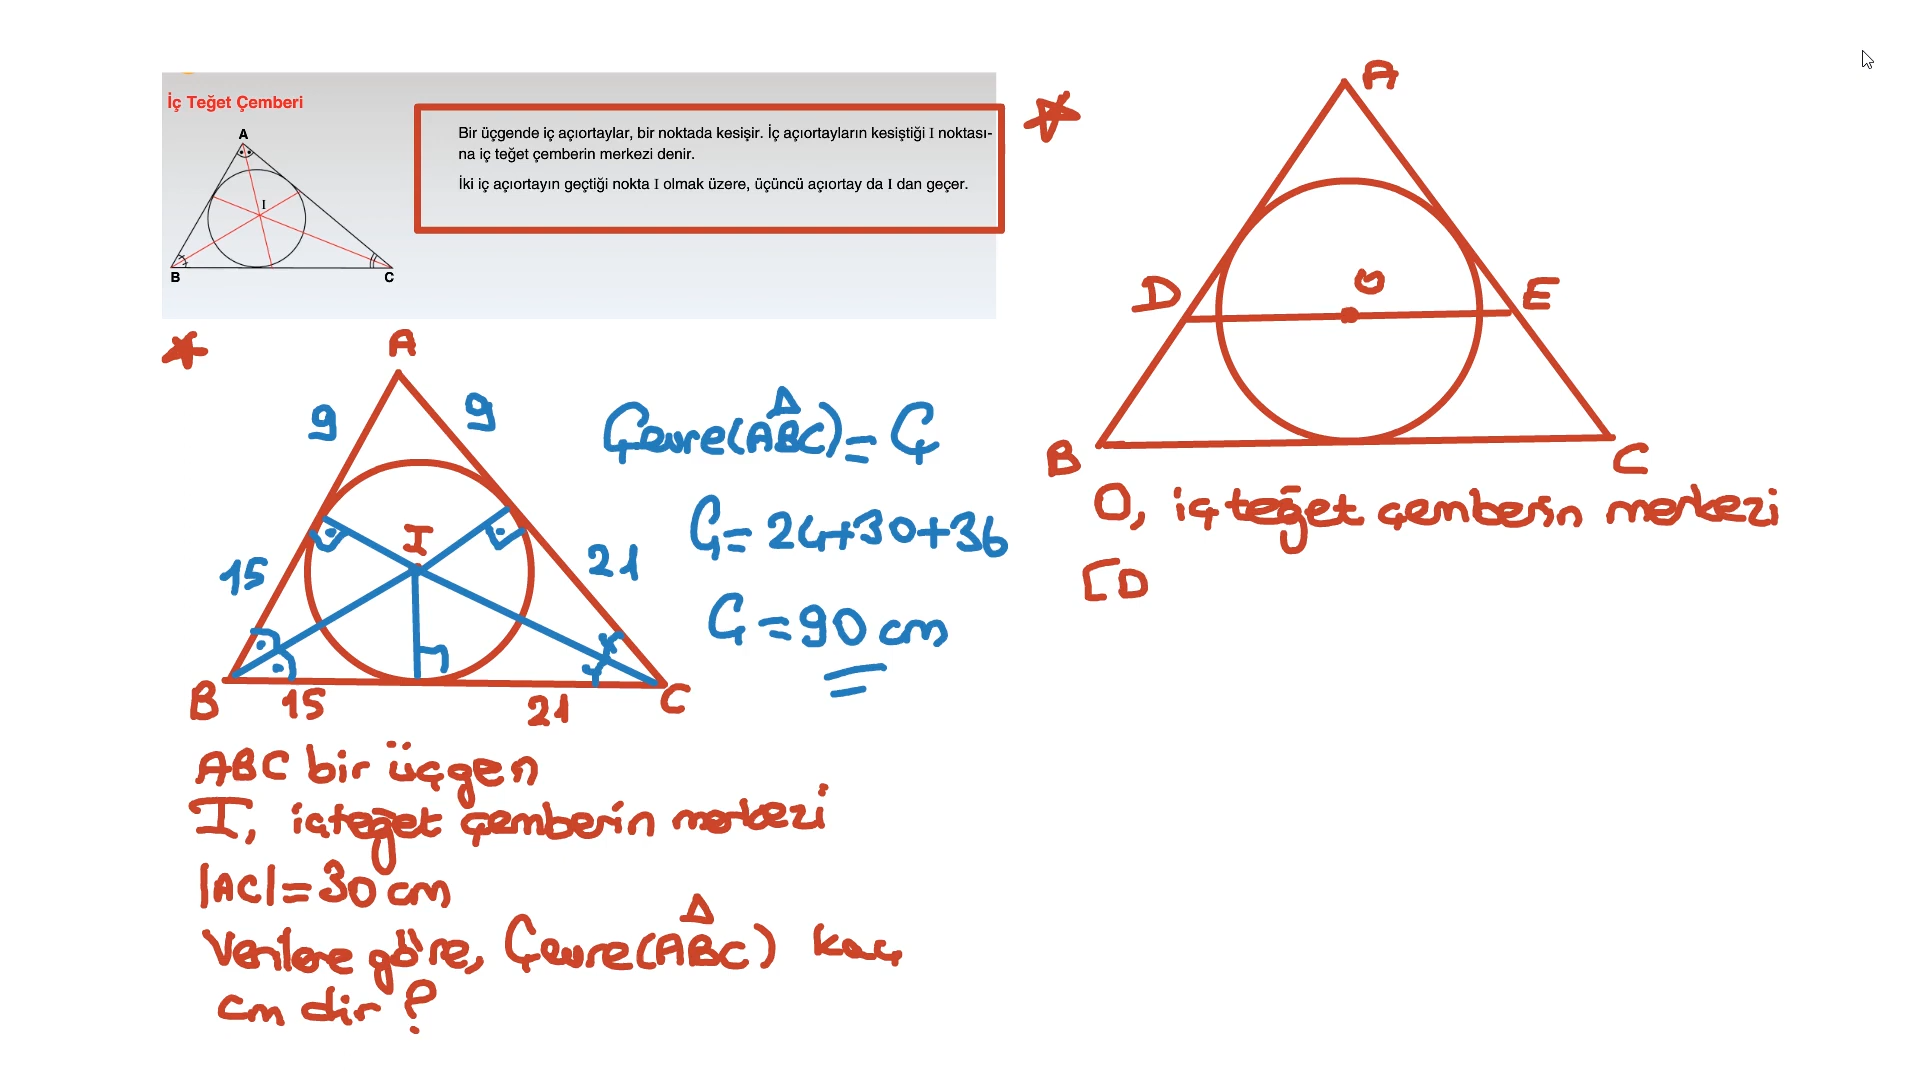 İç Teğet Çemberi
A
I
B
C
Bir üçgende iç açıortaylar, bir noktada kesişir. İç açıortayların kesiştiği I noktası-
na iç teğet çemberin merkezi denir.
İki iç açıortayın geçtiği nokta I olmak üzere, üçüncü açıortay da I dan geçer.
A
9
9
I
15
21
B
15
21
C
Çevre(ABC) = Ç
Ç = 24+30+36
Ç = 90 cm
ABC bir üçgen
I, içteğet çemberin merkezi
|AC| = 30 cm
Verilere göre, Çevre(ABC) kaç
cm dir ?
A
D
O
E
B
C
O, iç teğet çemberin merkezi
[D